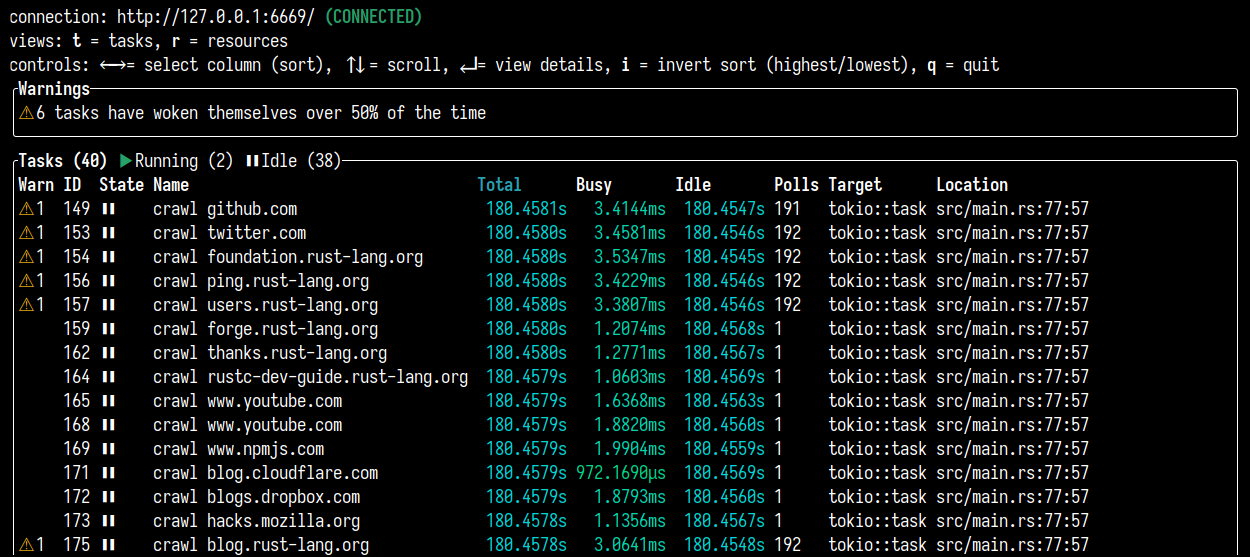 connection: http://127.0.0.1:6669/ (CONNECTED)
views: t = tasks, r = resources
controls: ←→= select column (sort), ↑↓= scroll, ↵= view details, i = invert sort (highest/lowest), q = quit
Warnings
⚠6 tasks have woken themselves over 50% of the time
Tasks (40) ▶Running (2) ⏸Idle (38)
Warn ID State Name Total Busy Idle Polls Target Location
⚠1 149 ⏸ crawl github.com 180.4581s 3.4144ms 180.4547s 191 tokio::task src/main.rs:77:57
⚠1 153 ⏸ crawl twitter.com 180.4580s 3.4581ms 180.4546s 192 tokio::task src/main.rs:77:57
⚠1 154 ⏸ crawl foundation.rust-lang.org 180.4580s 3.5347ms 180.4545s 192 tokio::task src/main.rs:77:57
⚠1 156 ⏸ crawl ping.rust-lang.org 180.4580s 3.4229ms 180.4546s 192 tokio::task src/main.rs:77:57
⚠1 157 ⏸ crawl users.rust-lang.org 180.4580s 3.3807ms 180.4546s 192 tokio::task src/main.rs:77:57
159 ⏸ crawl forge.rust-lang.org 180.4580s 1.2074ms 180.4568s 1 tokio::task src/main.rs:77:57
162 ⏸ crawl thanks.rust-lang.org 180.4580s 1.2771ms 180.4567s 1 tokio::task src/main.rs:77:57
164 ⏸ crawl rustc-dev-guide.rust-lang.org 180.4579s 1.0603ms 180.4569s 1 tokio::task src/main.rs:77:57
165 ⏸ crawl www.youtube.com 180.4579s 1.6368ms 180.4563s 1 tokio::task src/main.rs:77:57
168 ⏸ crawl www.youtube.com 180.4579s 1.8820ms 180.4560s 1 tokio::task src/main.rs:77:57
169 ⏸ crawl www.npmjs.com 180.4579s 1.9904ms 180.4559s 1 tokio::task src/main.rs:77:57
171 ⏸ crawl blog.cloudflare.com 180.4579s 972.1690µs 180.4569s 1 tokio::task src/main.rs:77:57
172 ⏸ crawl blogs.dropbox.com 180.4579s 1.8793ms 180.4560s 1 tokio::task src/main.rs:77:57
173 ⏸ crawl hacks.mozilla.org 180.4578s 1.1356ms 180.4567s 1 tokio::task src/main.rs:77:57
⚠1 175 ⏸ crawl blog.rust-lang.org 180.4578s 3.0641ms 180.4548s 192 tokio::task src/main.rs:77:57